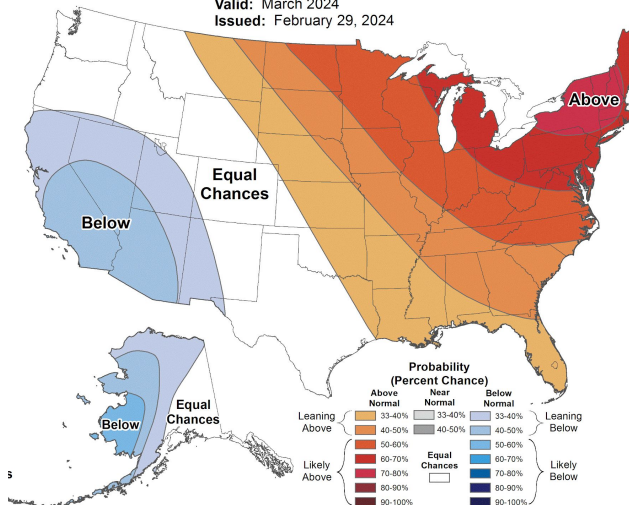 Valid: March 2024
Issued: February 29, 2024
Above
Equal
Chances
Below
Equal
Chances
Below
s
Probability
(Percent Chance)
Above
Normal
Near
Normal
Below
Normal
Leaning
Above
33-40%
33-40%
33-40%
Leaning
Below
40-50%
40-50%
40-50%
Likely
Above
50-60%
60-70%
70-80%
80-90%
90-100%
Equal
Chances
50-60%
60-70%
70-80%
80-90%
90-100%
Likely
Below